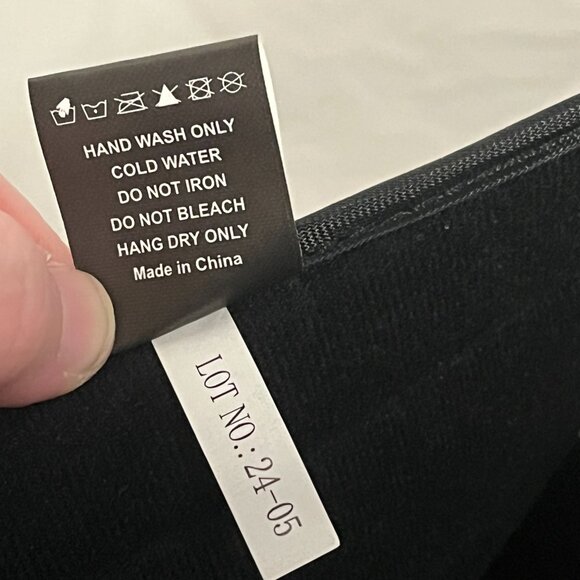 HAND WASH ONLY
COLD WATER
DO NOT IRON
DO NOT BLEACH
HANG DRY ONLY
Made in China
LOT NO.: 24-05